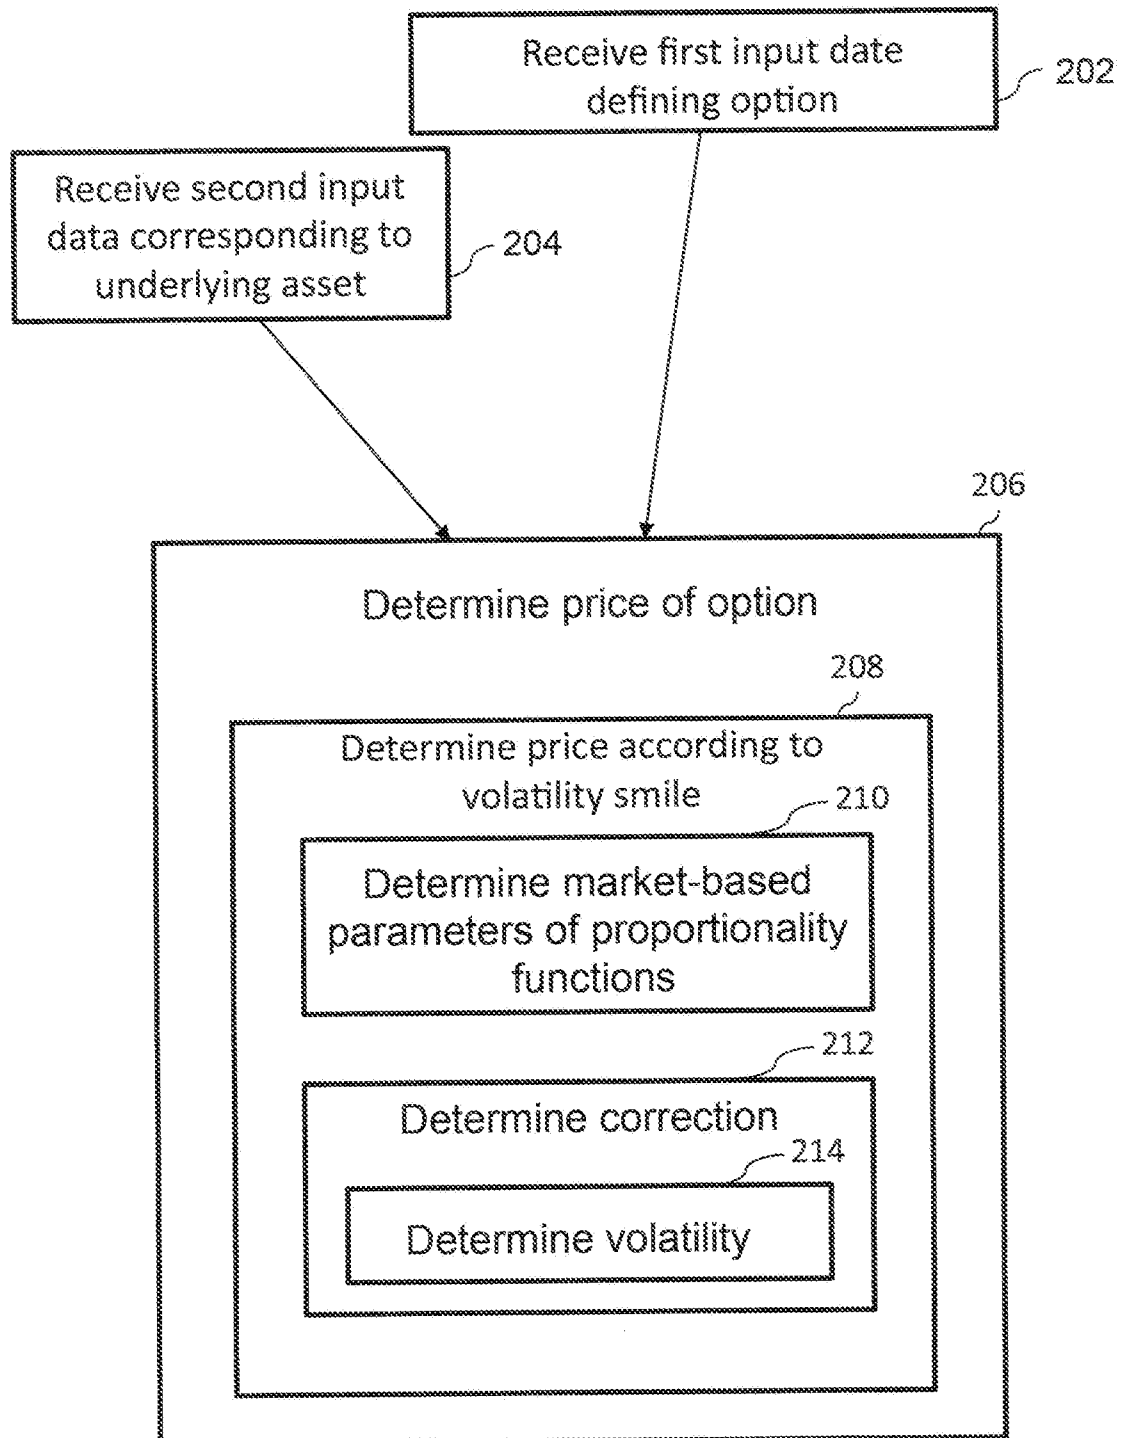 Receive first input date
defining option
202
Receive second input
data corresponding to
underlying asset
204
206
Determine price of option
208
Determine price according to
volatility smile
210
Determine market-based
parameters of proportionality
functions
212
Determine correction
214
Determine volatility